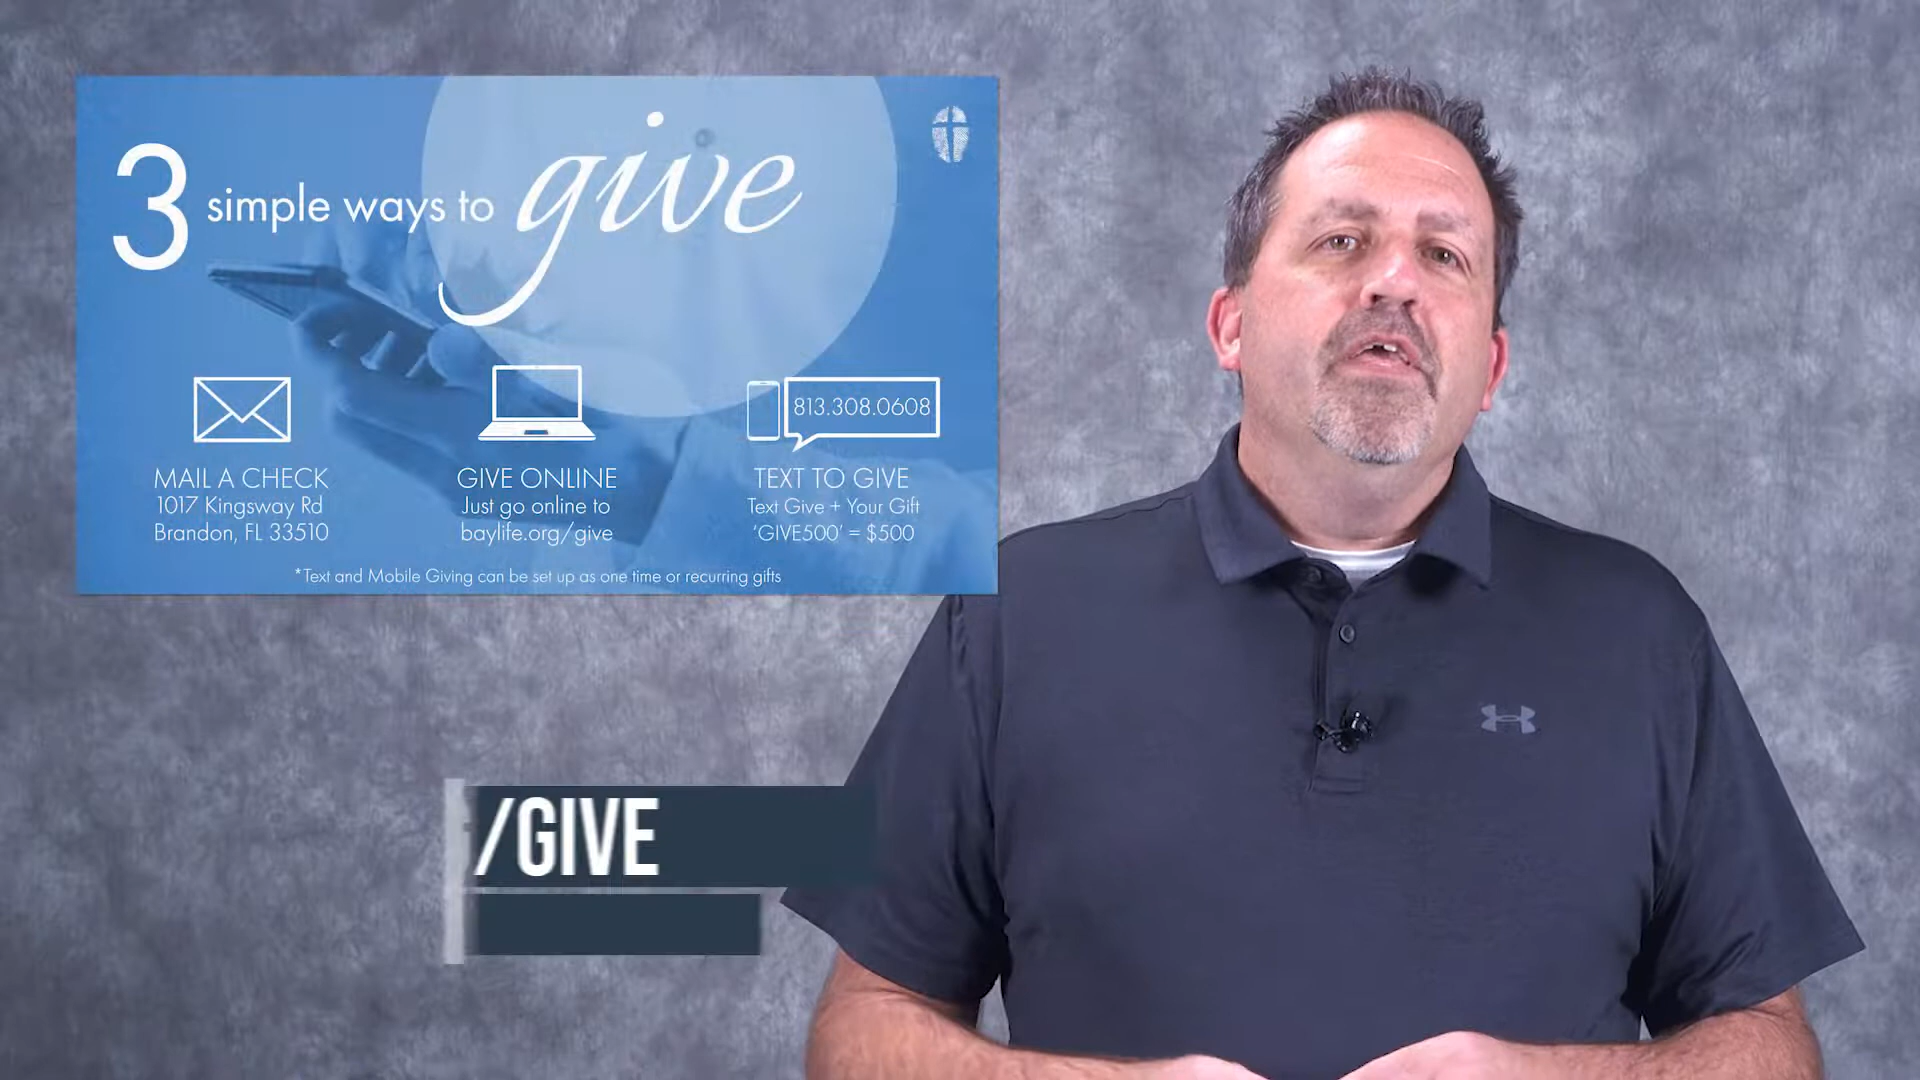 3 simple ways to give
813.308.0608
MAIL A CHECK
1017 Kingsway Rd
Brandon, FL 33510
GIVE ONLINE
Just go online to
baylife.org/give
TEXT TO GIVE
Text Give + Your Gift
'GIVE500' = $500
*Text and Mobile Giving can be set up as one time or recurring gifts
/GIVE